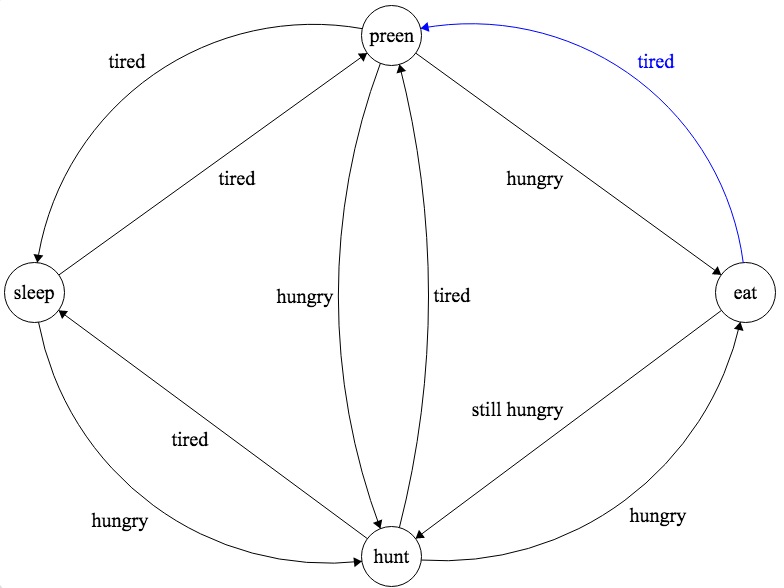 preen
tired
tired
tired
hungry
sleep
hungry
tired
eat
still hungry
tired
hungry
hungry
hunt